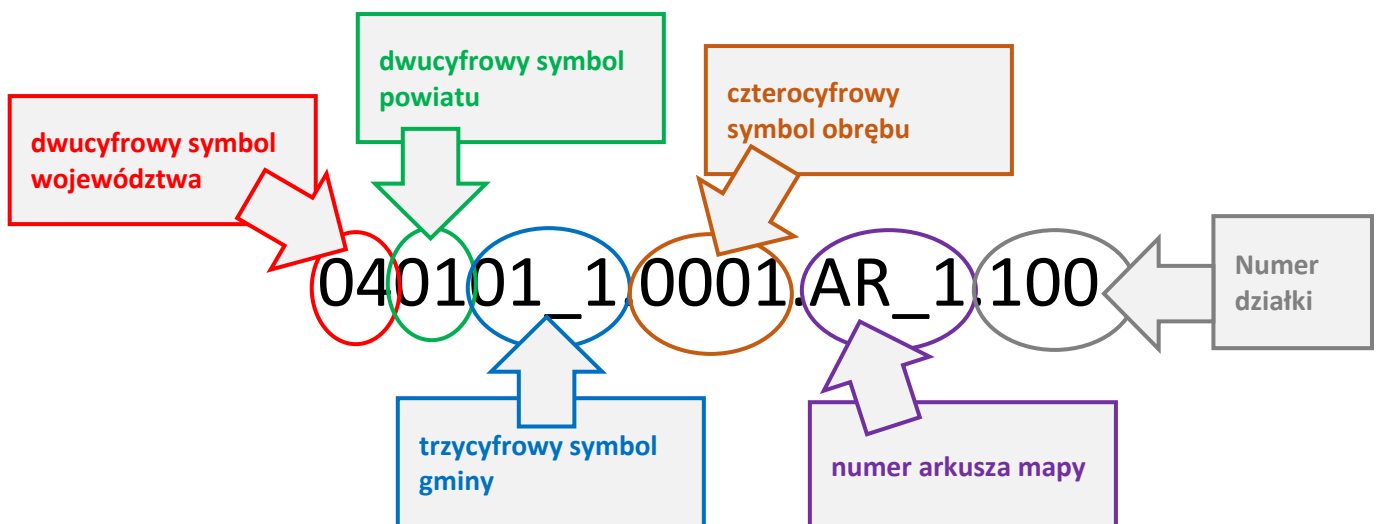 dwucyfrowy symbol
powiatu
czterocyfrowy
symbol obrębu
dwucyfrowy symbol
województwa
040101_1.0001.AR_1.100
Numer
działki
trzycyfrowy symbol
gminy
numer arkusza mapy